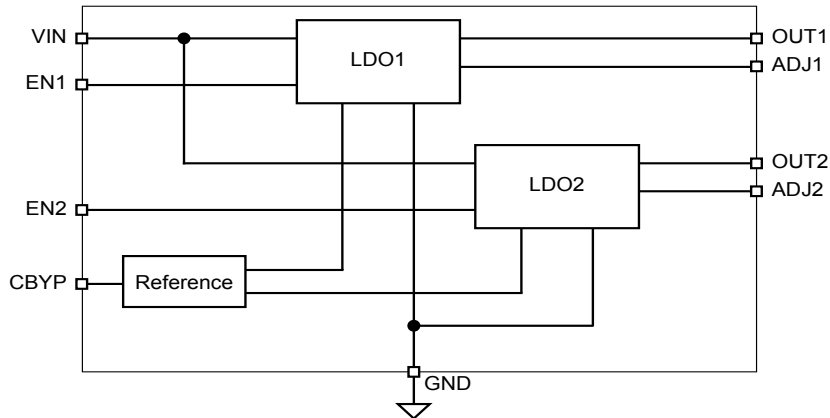 VIN
LDO1
OUT1
ADJ1
EN1
LDO2
OUT2
ADJ2
EN2
CBYP
Reference
GND